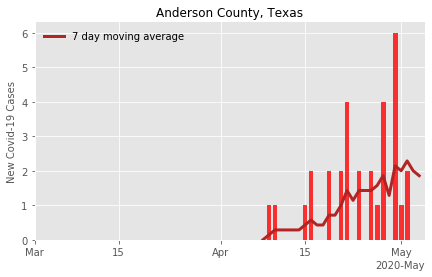 Anderson County, Texas
7 day moving average
New Covid-19 Cases
6
5
4
3
2
1
0
Mar
15
Apr
15
May
2020-May